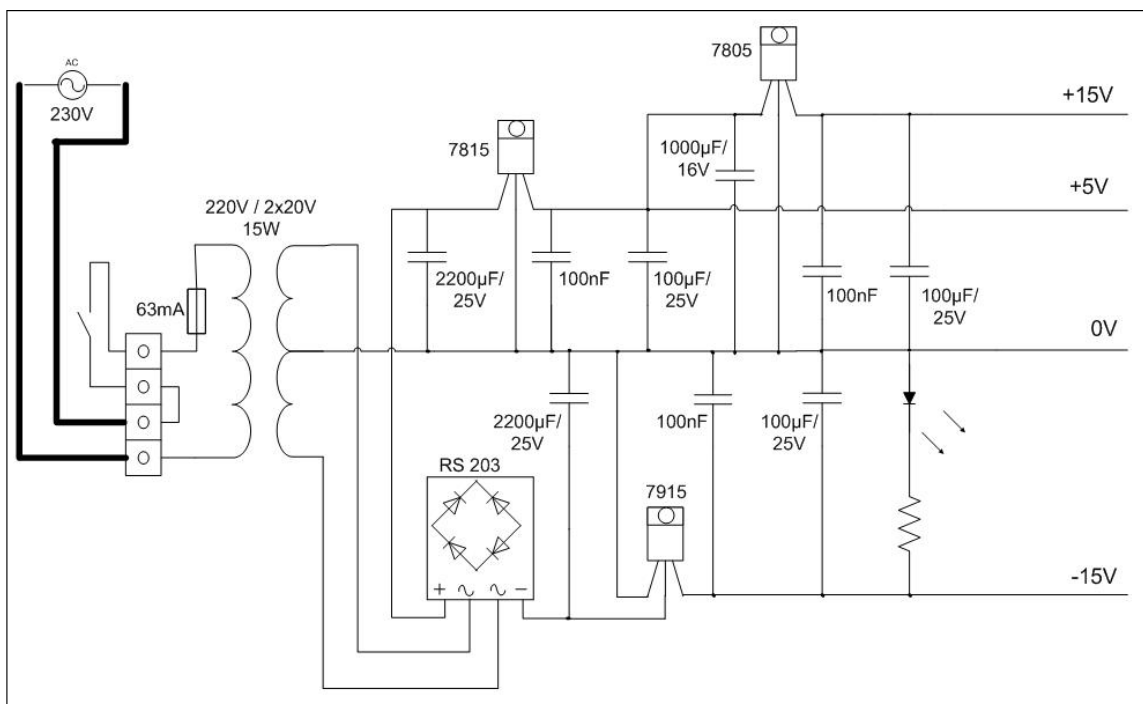 AC
230V
7805
+15V
7815
1000µF/
16V
+5V
220V / 2x20V
15W
2200µF/
25V
100nF
100µF/
25V
100nF
100µF/
25V
63mA
0V
2200µF/
25V
100nF
100µF/
25V
RS 203
7915
+ −
-15V